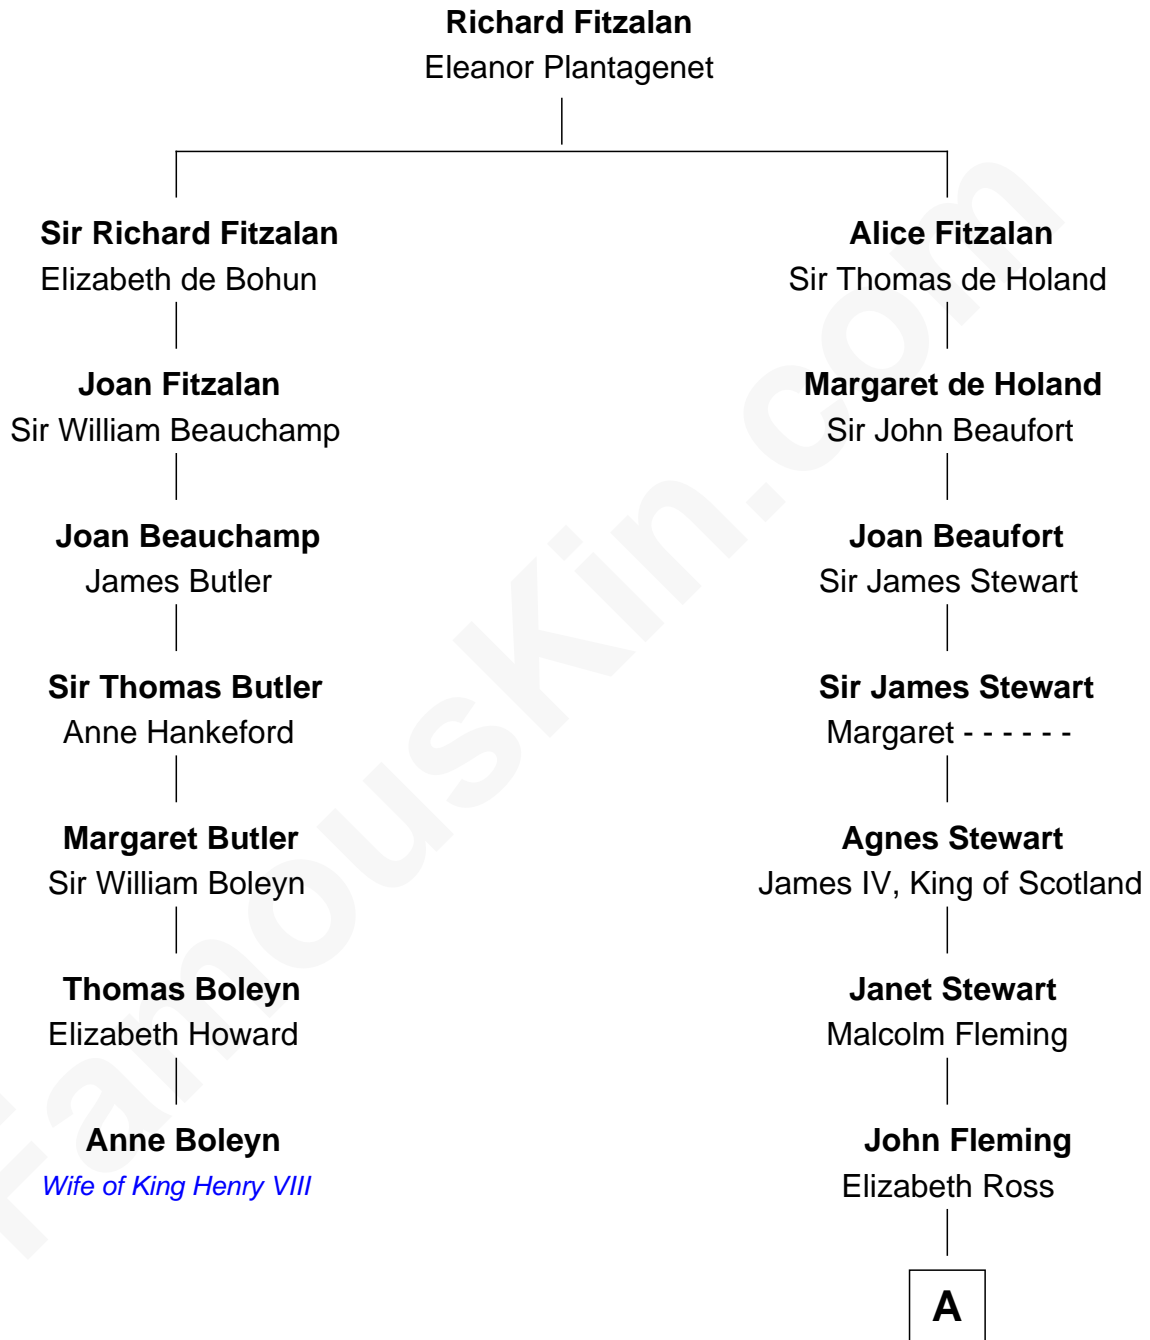 Richard Fitzalan
Eleanor Plantagenet
Sir Richard Fitzalan
Elizabeth de Bohun
Joan Fitzalan
Sir William Beauchamp
Joan Beauchamp
James Butler
Sir Thomas Butler
Anne Hankeford
Margaret Butler
Sir William Boleyn
Thomas Boleyn
Elizabeth Howard
Anne Boleyn
Wife of King Henry VIII
Alice Fitzalan
Sir Thomas de Holand
Margaret de Holand
Sir John Beaufort
Joan Beaufort
Sir James Stewart
Sir James Stewart
Margaret - - - - - -
Agnes Stewart
James IV, King of Scotland
Janet Stewart
Malcolm Fleming
John Fleming
Elizabeth Ross
A
FamousKin.com